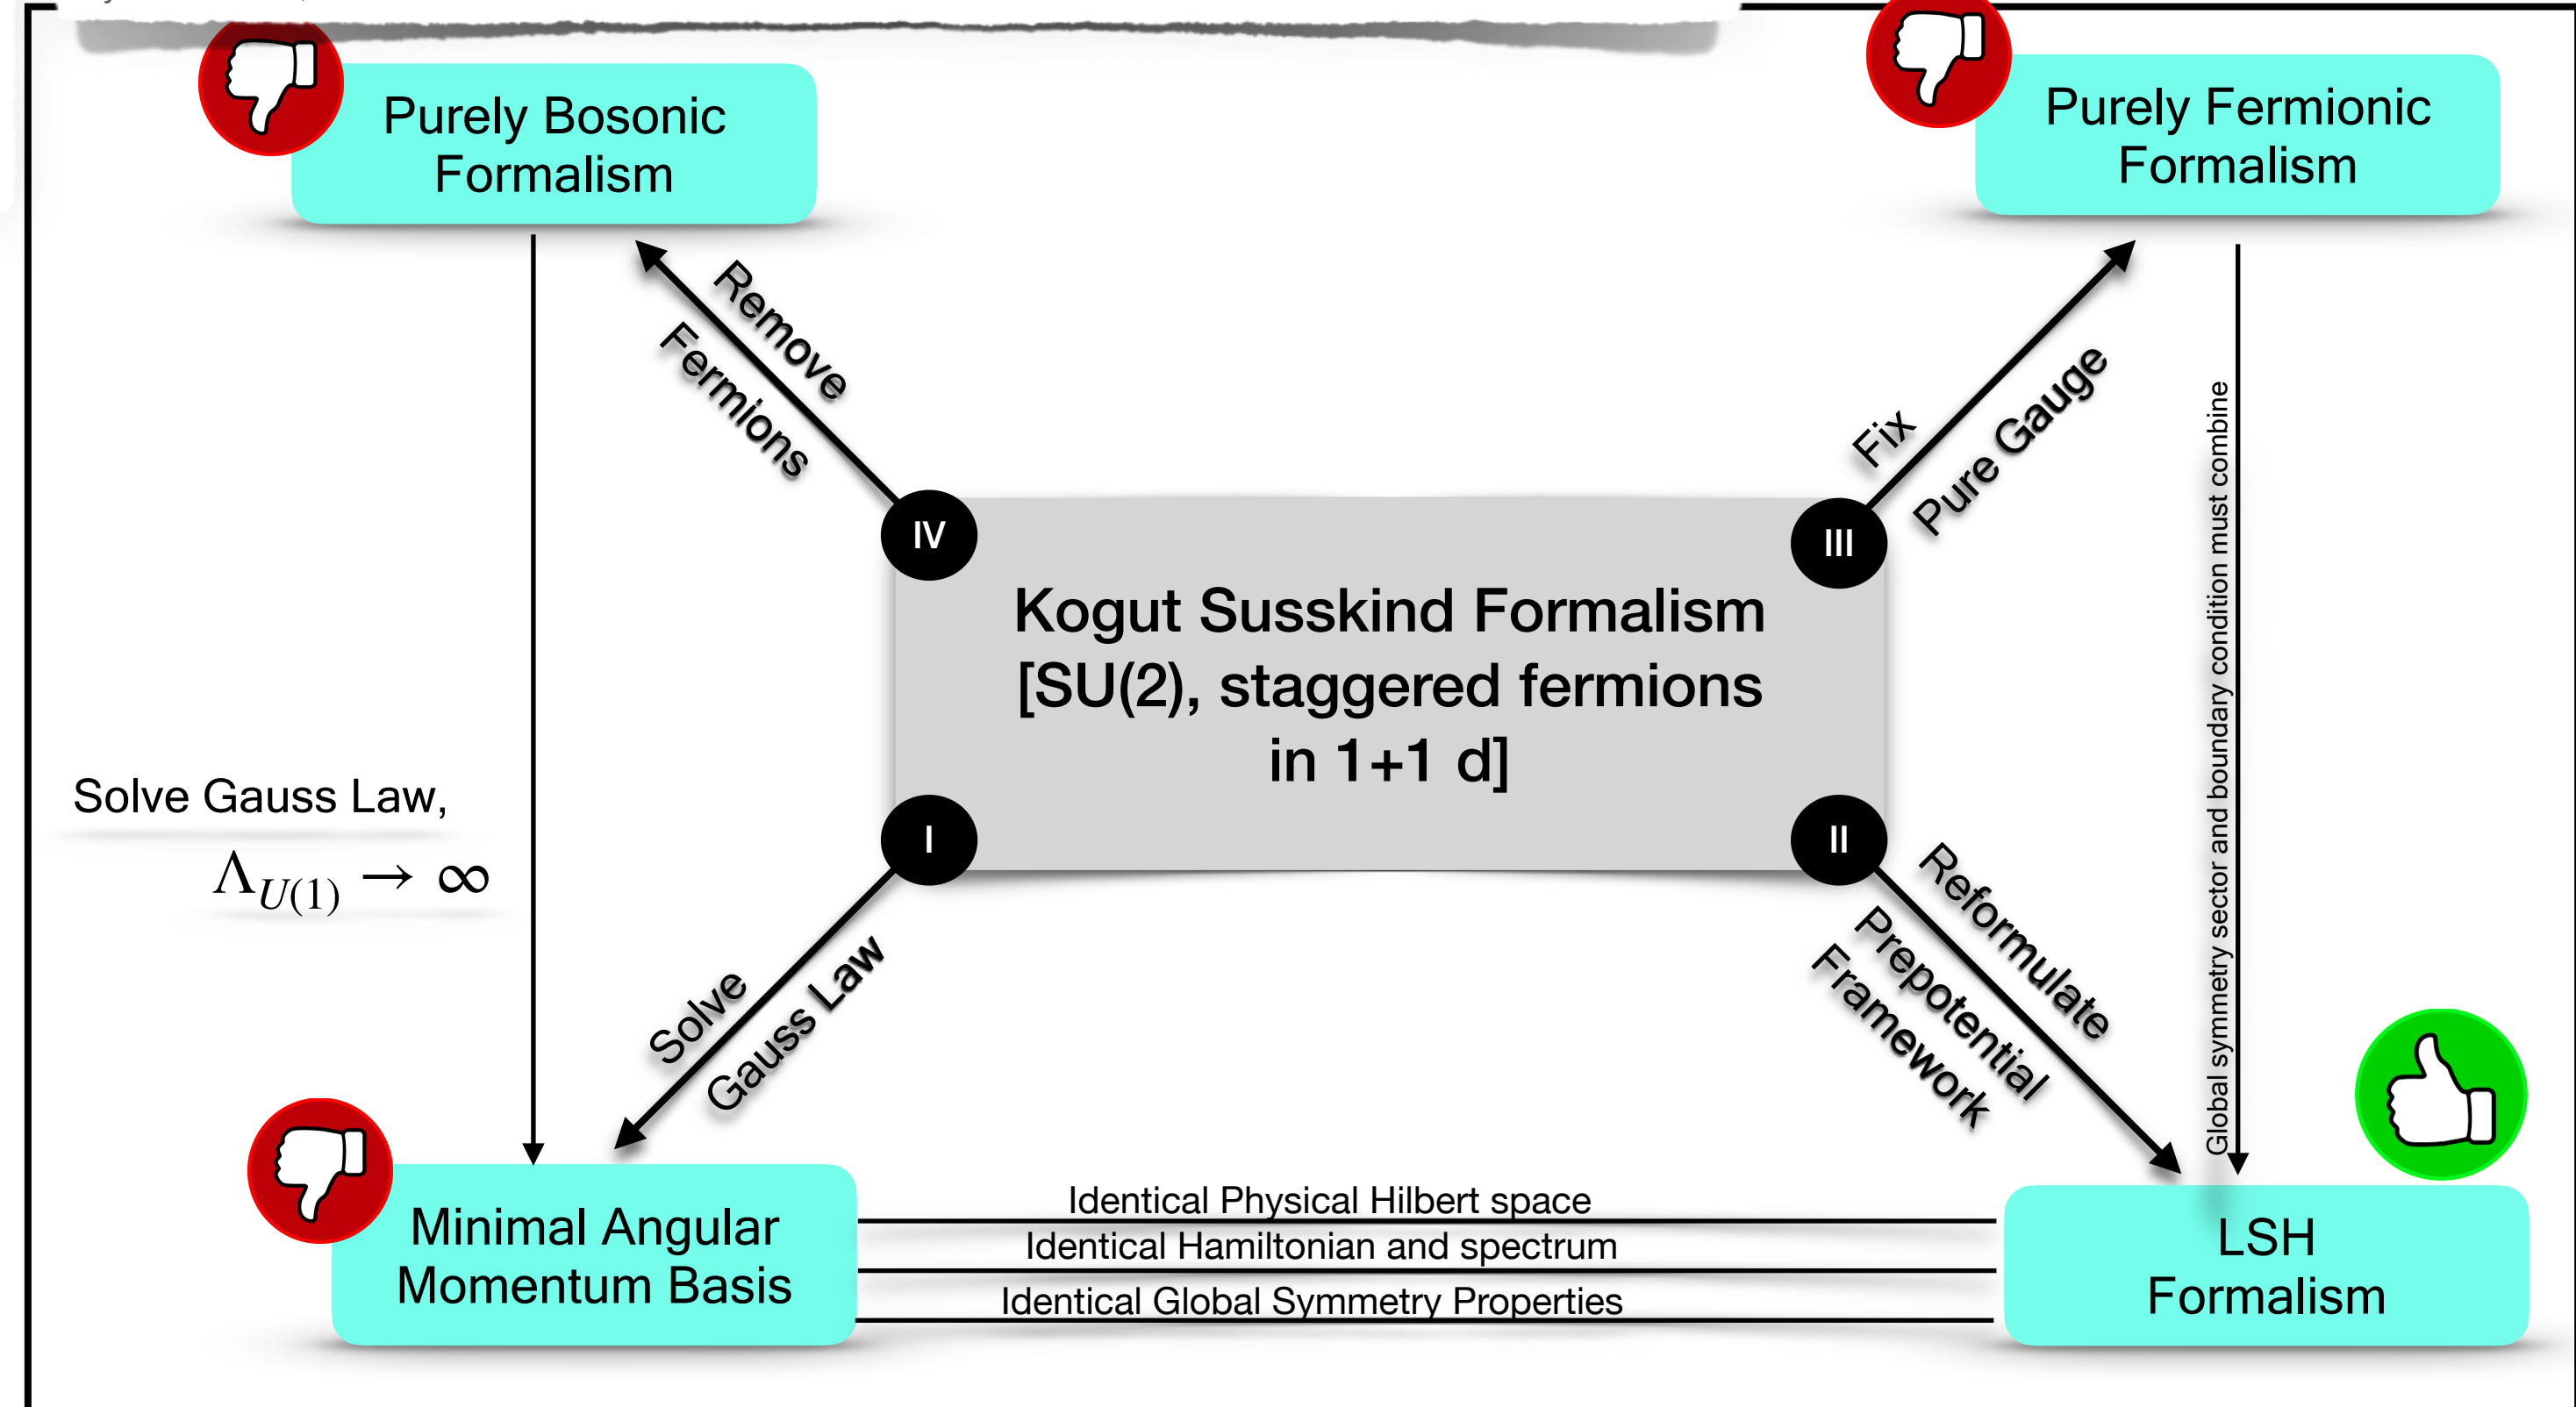 Purely Bosonic
Formalism
Purely Fermionic
Formalism
Remove
Fermions
Fix
Pure Gauge
IV
III
Kogut Susskind Formalism
[SU(2), staggered fermions
in 1+1 d]
I
II
Solve Gauss Law,
Λ_{U(1)} → ∞
Solve
Gauss Law
Reformulate
Prepotential
Framework
Global symmetry sector and boundary condition must combine
Minimal Angular
Momentum Basis
Identical Physical Hilbert space
Identical Hamiltonian and spectrum
Identical Global Symmetry Properties
LSH
Formalism